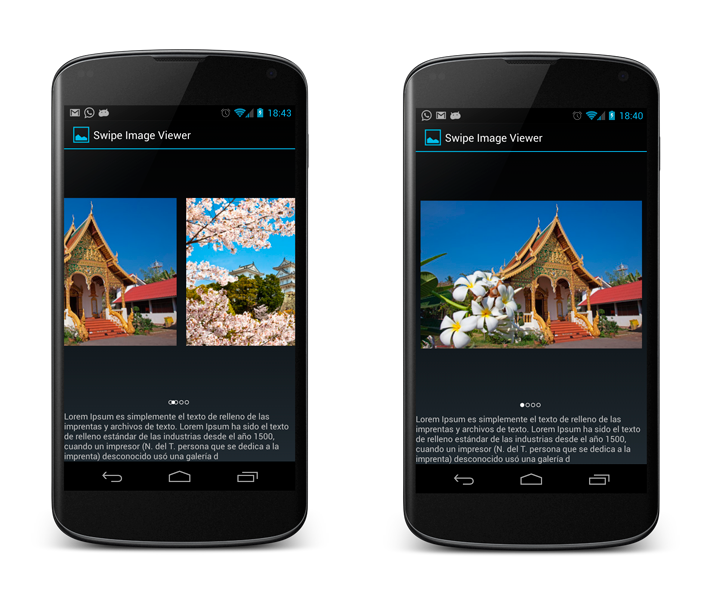 18:43
Swipe Image Viewer
Lorem Ipsum es simplemente el texto de relleno de las
imprentas y archivos de texto. Lorem Ipsum ha sido el texto
de relleno estándar de las industrias desde el año 1500,
cuando un impresor (N. del T. persona que se dedica a la
imprenta) desconocido usó una galería d
18:40
Swipe Image Viewer
Lorem Ipsum es simplemente el texto de relleno de las
imprentas y archivos de texto. Lorem Ipsum ha sido el texto
de relleno estándar de las industrias desde el año 1500,
cuando un impresor (N. del T. persona que se dedica a la
imprenta) desconocido usó una galería d